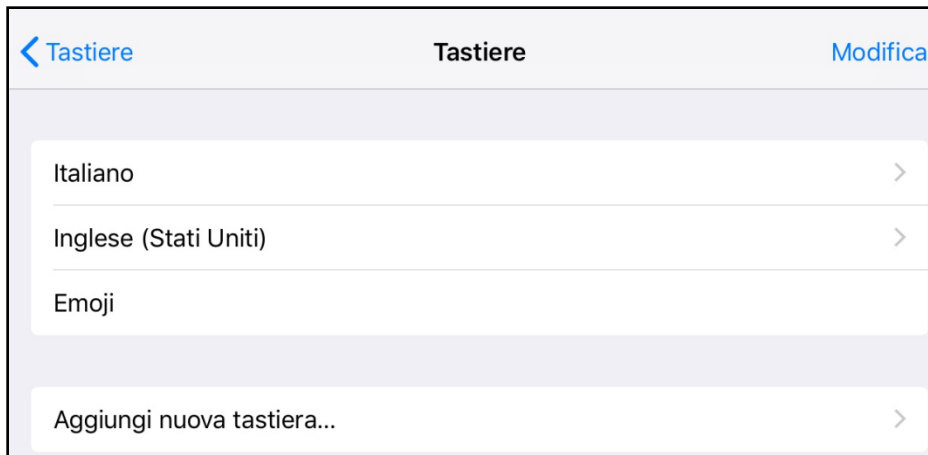 Tastiere
Tastiere
Modifica
Italiano
Inglese (Stati Uniti)
Emoji
Aggiungi nuova tastiera...